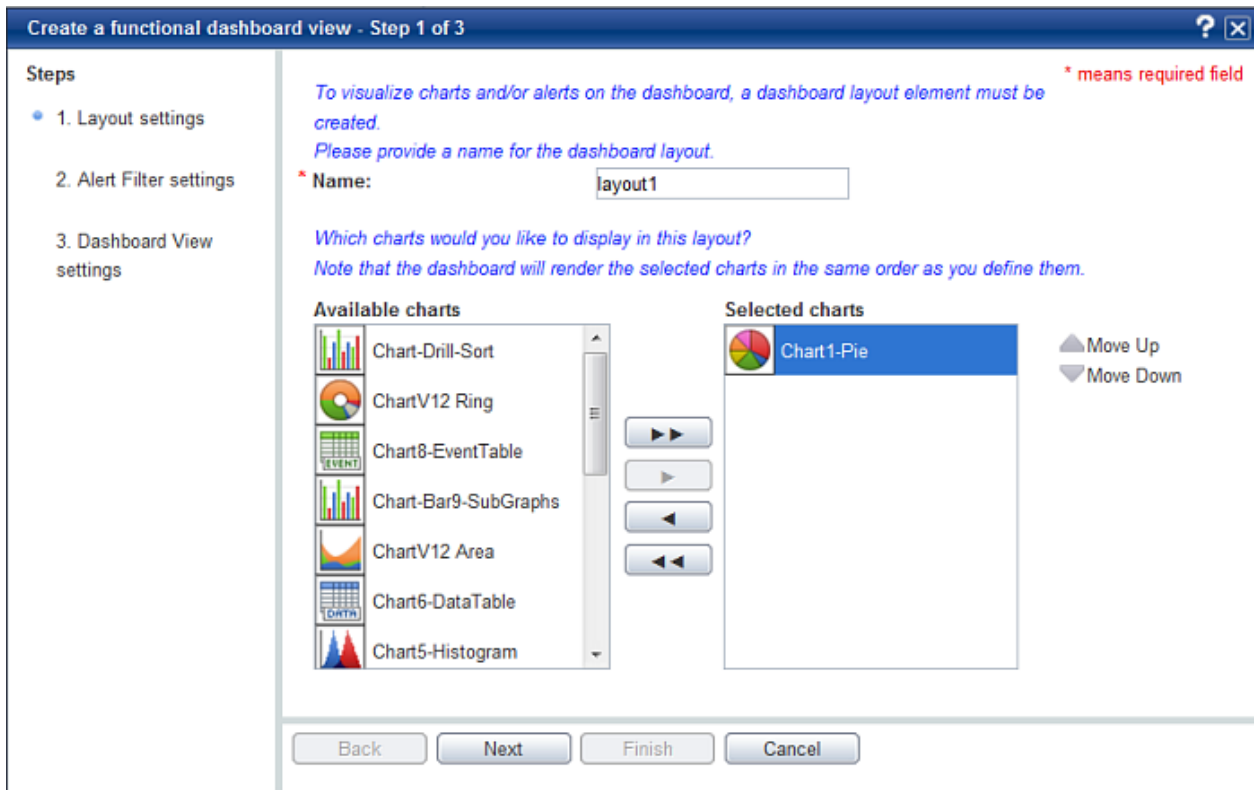 Create a functional dashboard view - Step 1 of 3
?
Steps
1. Layout settings
2. Alert Filter settings
3. Dashboard View
settings
* means required field
To visualize charts and/or alerts on the dashboard, a dashboard layout element must be
created.
Please provide a name for the dashboard layout.
* Name:
layout1
Which charts would you like to display in this layout?
Note that the dashboard will render the selected charts in the same order as you define them.
Available charts
Chart-Drill-Sort
ChartV12 Ring
EVENT
Chart8-EventTable
Chart-Bar9-SubGraphs
ChartV12 Area
DATA
Chart6-DataTable
Chart5-Histogram
Selected charts
Chart1-Pie
Move Up
Move Down
Back
Next
Finish
Cancel